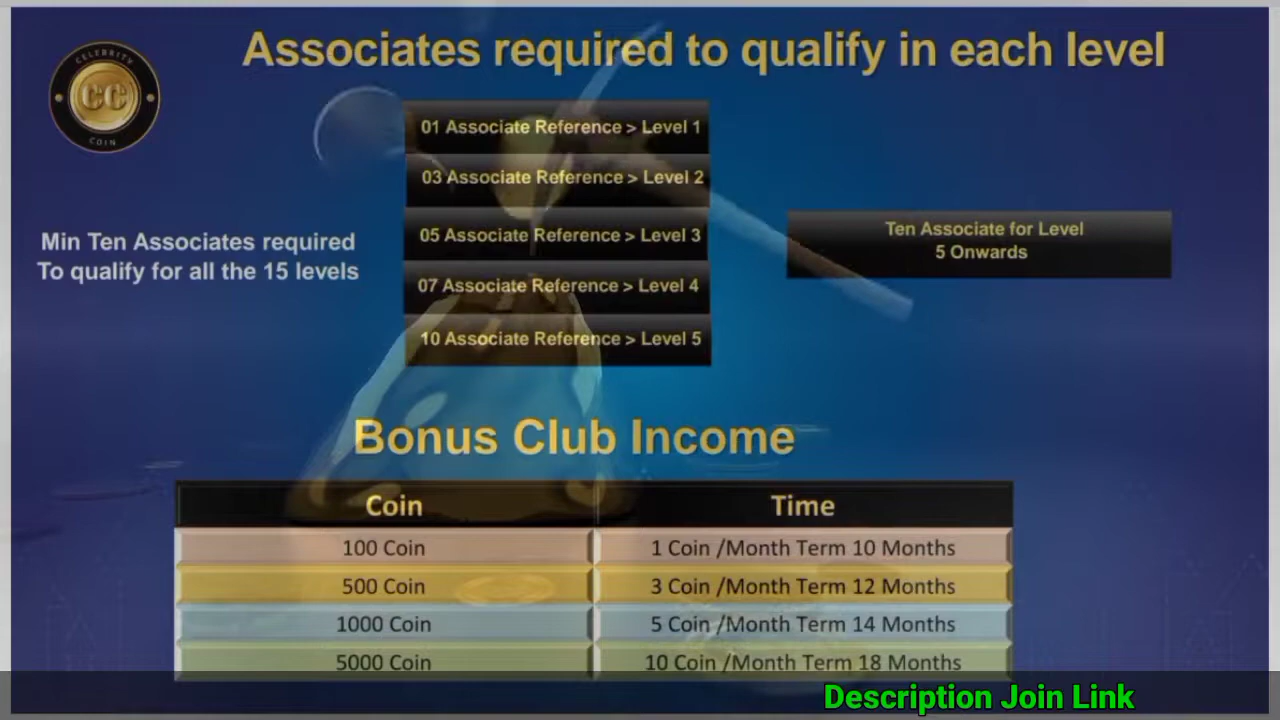 Associates required to qualify in each level
CELEBRITY
CC
COIN
01 Associate Reference > Level 1
03 Associate Reference > Level 2
05 Associate Reference > Level 3
07 Associate Reference > Level 4
10 Associate Reference > Level 5
Min Ten Associates required
To qualify for all the 15 levels
Ten Associate for Level
5 Onwards
Bonus Club Income
Coin Time
100 Coin 1 Coin /Month Term 10 Months
500 Coin 3 Coin /Month Term 12 Months
1000 Coin 5 Coin /Month Term 14 Months
5000 Coin 10 Coin /Month Term 18 Months
Description Join Link